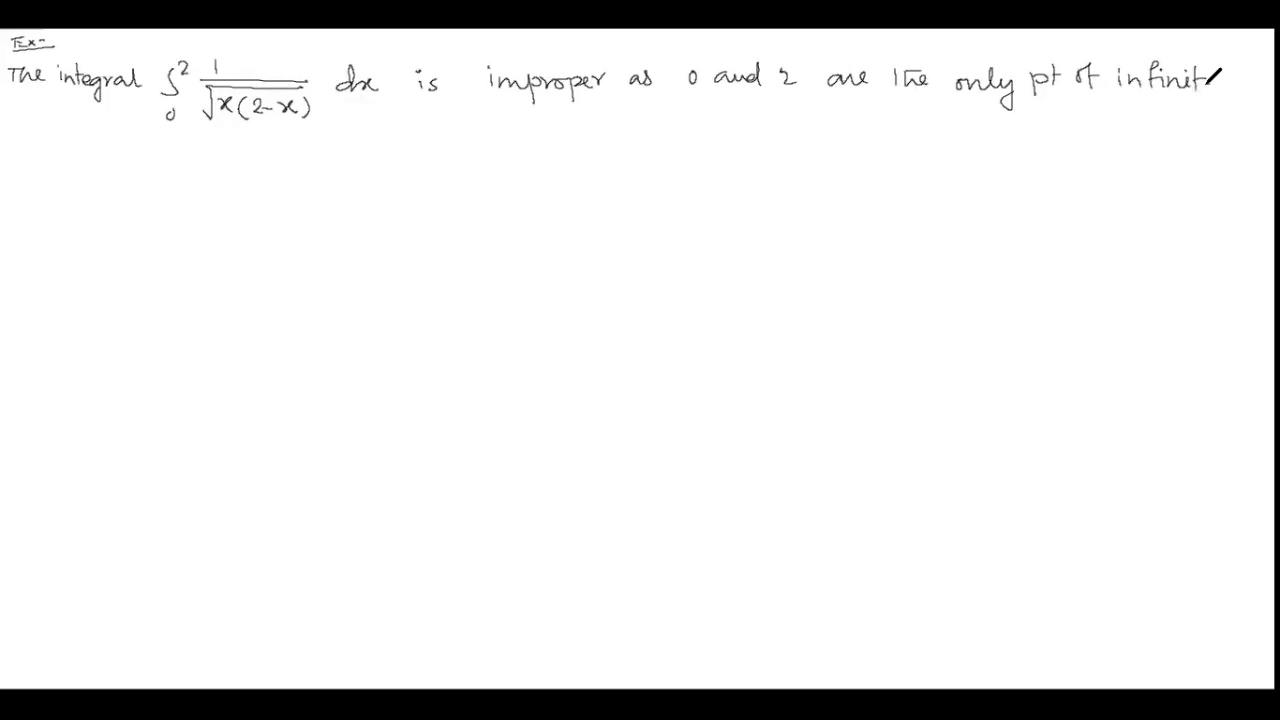 Ex-
The integral ∫₀² 1/√x(2-x) dx is improper as 0 and 2 are the only pt of infinit